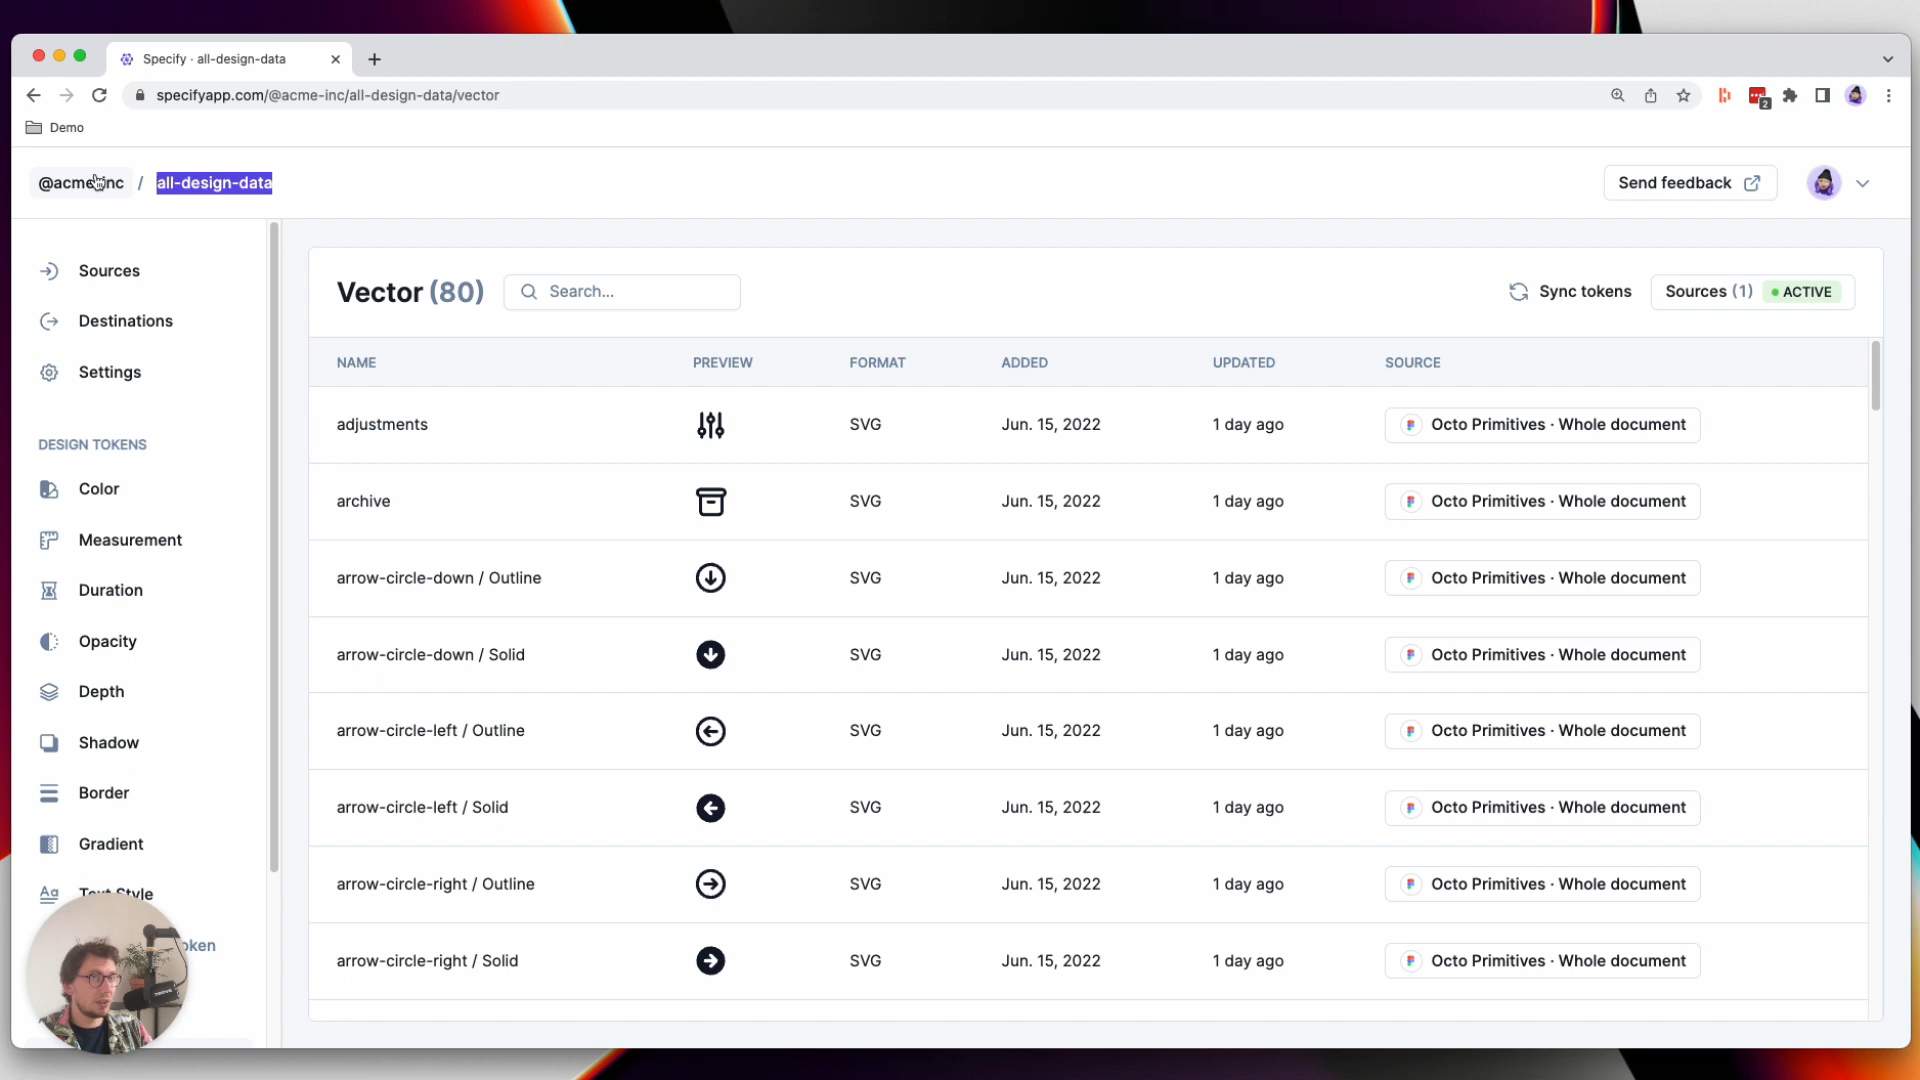 Specify · all-design-data
specifyapp.com/@acme-inc/all-design-data/vector
2
Demo
@acme-inc / all-design-data
Send feedback
Sources
Destinations
Settings
DESIGN TOKENS
Color
Measurement
Duration
Opacity
Depth
Shadow
Border
Gradient
Text Style
oken
Vector (80)
Search...
Sync tokens
Sources (1) ACTIVE
NAME PREVIEW FORMAT ADDED UPDATED SOURCE
adjustments SVG Jun. 15, 2022 1 day ago Octo Primitives · Whole document
archive SVG Jun. 15, 2022 1 day ago Octo Primitives · Whole document
arrow-circle-down / Outline SVG Jun. 15, 2022 1 day ago Octo Primitives · Whole document
arrow-circle-down / Solid SVG Jun. 15, 2022 1 day ago Octo Primitives · Whole document
arrow-circle-left / Outline SVG Jun. 15, 2022 1 day ago Octo Primitives · Whole document
arrow-circle-left / Solid SVG Jun. 15, 2022 1 day ago Octo Primitives · Whole document
arrow-circle-right / Outline SVG Jun. 15, 2022 1 day ago Octo Primitives · Whole document
arrow-circle-right / Solid SVG Jun. 15, 2022 1 day ago Octo Primitives · Whole document